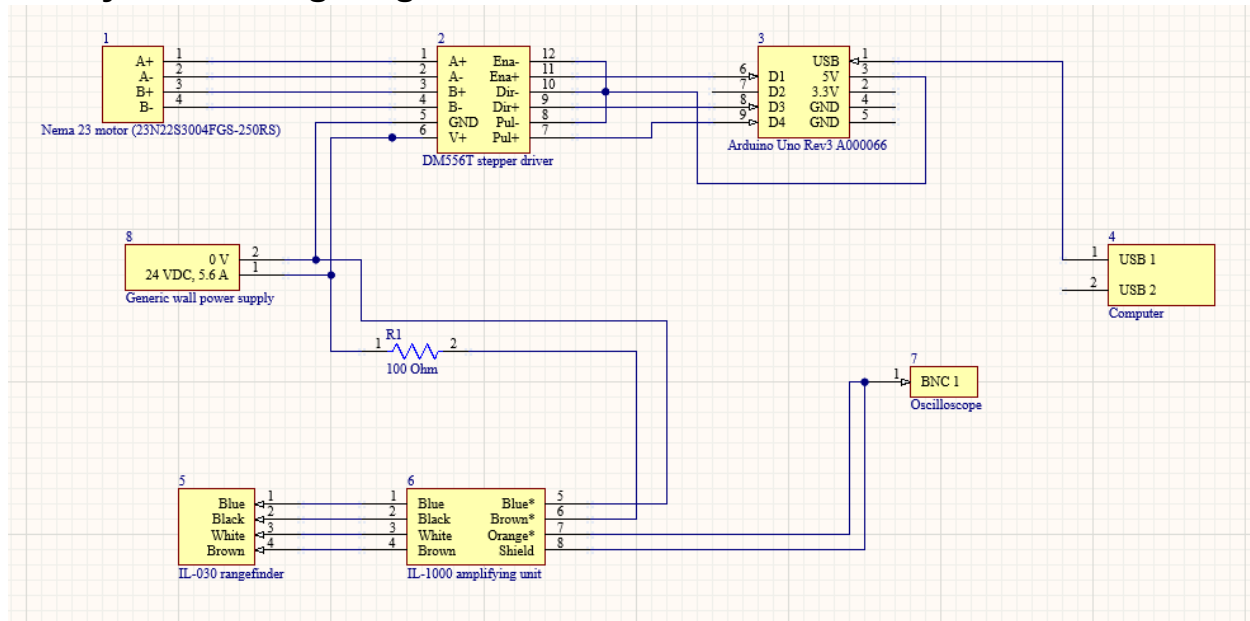 1
A+ 1
A- 2
B+ 3
B- 4
Nema 23 motor (23N22S3004FGS-250RS)
2
1 A+ Ena- 12
2 A- Ena+ 11
3 B+ Dir- 10
4 B- Dir+ 9
5 GND Pul- 8
6 V+ Pul+ 7
DM556T stepper driver
3
USB 1
6 D1 5V 3
7 D2 3.3V 2
8 D3 GND 4
9 D4 GND 5
Arduino Uno Rev3 A000066
8
0 V 2
24 VDC, 5.6 A 1
Generic wall power supply
4
1 USB 1
2 USB 2
Computer
R1
1 2
100 Ohm
7
1 BNC 1
Oscilloscope
5
Blue 1
Black 2
White 3
Brown 4
IL-030 rangefinder
6
1 Blue Blue* 5
2 Black Brown* 6
3 White Orange* 7
4 Brown Shield 8
IL-1000 amplifying unit